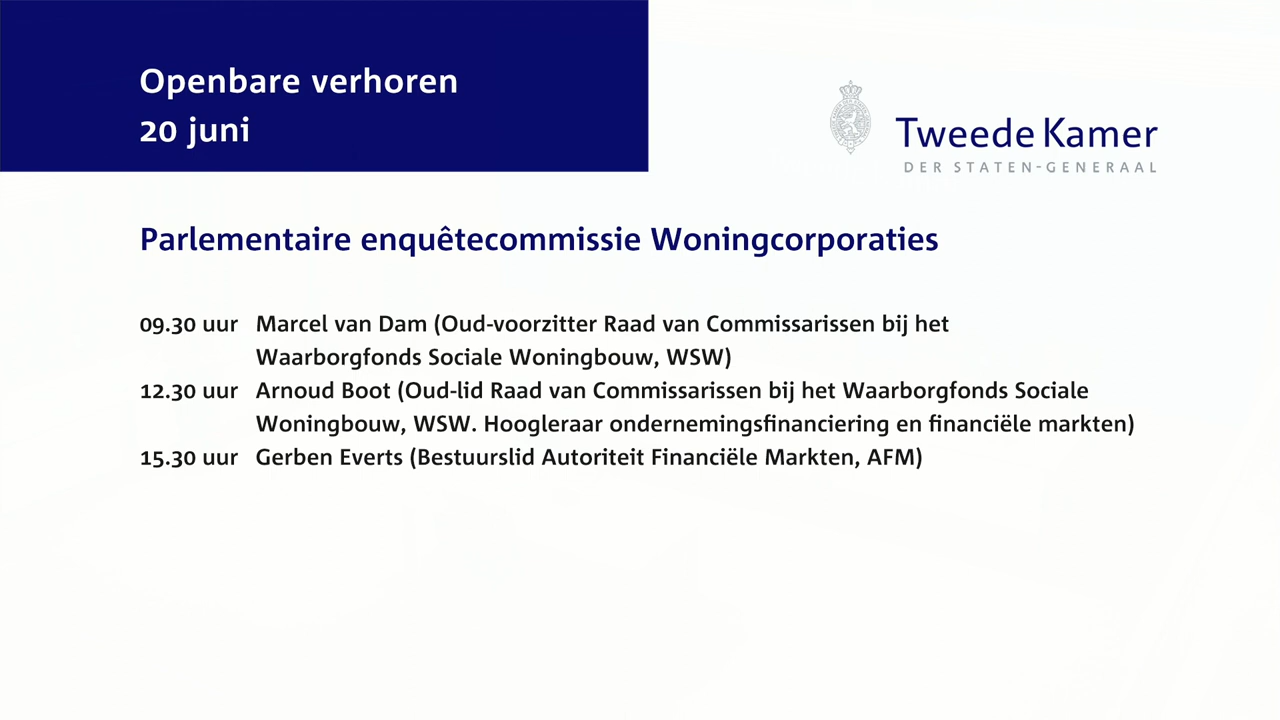 Openbare verhoren
20 juni
Tweede Kamer
DER STATEN-GENERAAL
Parlementaire enquêtecommissie Woningcorporaties
09.30 uur Marcel van Dam (Oud-voorzitter Raad van Commissarissen bij het
Waarborgfonds Sociale Woningbouw, WSW)
12.30 uur Arnoud Boot (Oud-lid Raad van Commissarissen bij het Waarborgfonds Sociale
Woningbouw, WSW. Hoogleraar ondernemingsfinanciering en financiële markten)
15.30 uur Gerben Everts (Bestuurslid Autoriteit Financiële Markten, AFM)